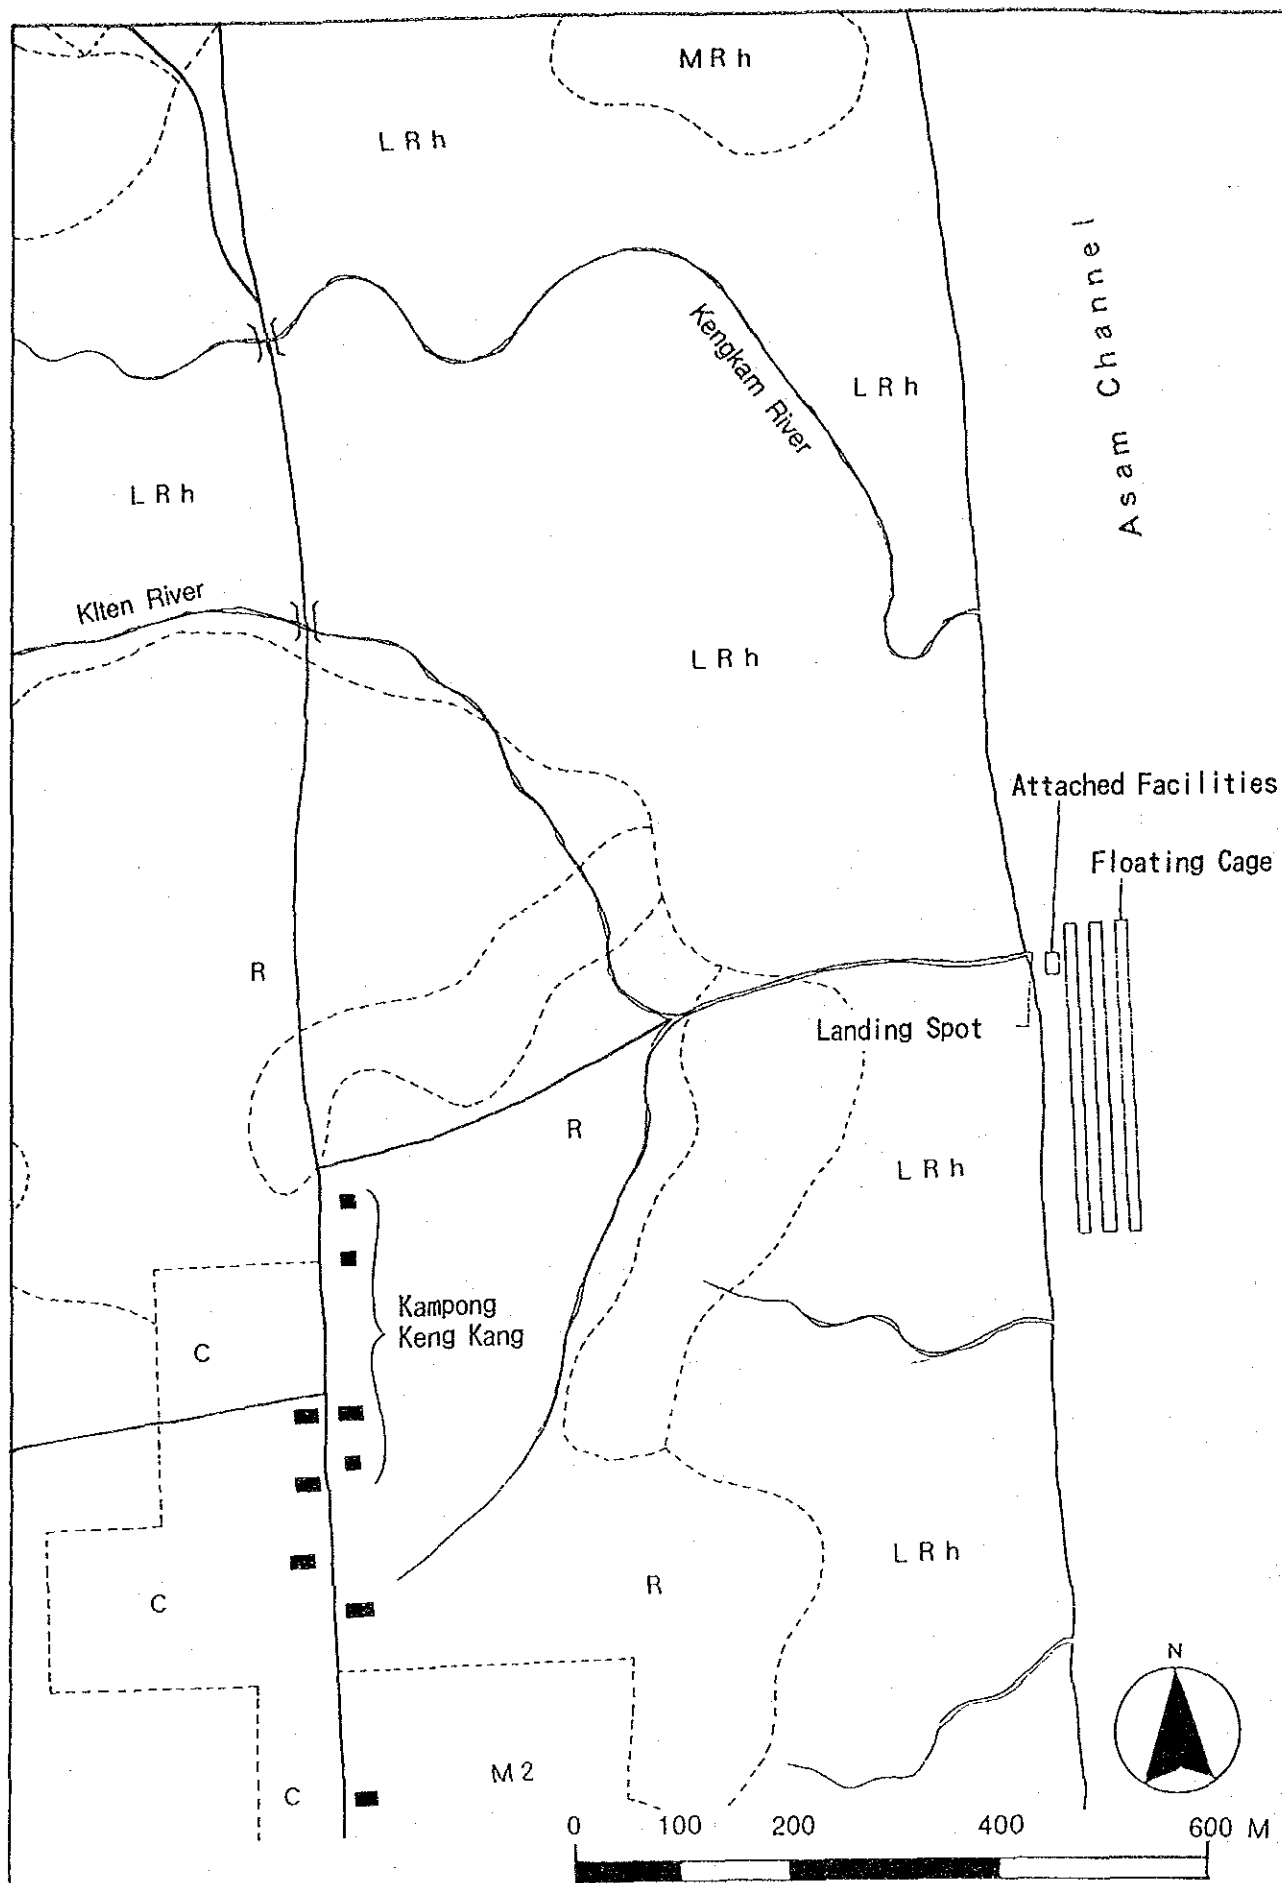 MRh
LRh
Asam Channel
Kengkam River
LRh
LRh
Klten River
LRh
Attached Facilities
Floating Cage
R
Landing Spot
R
LRh
Kampong
Keng Kang
C
LRh
R
C
N
M2
C
0 100 200 400 600 M